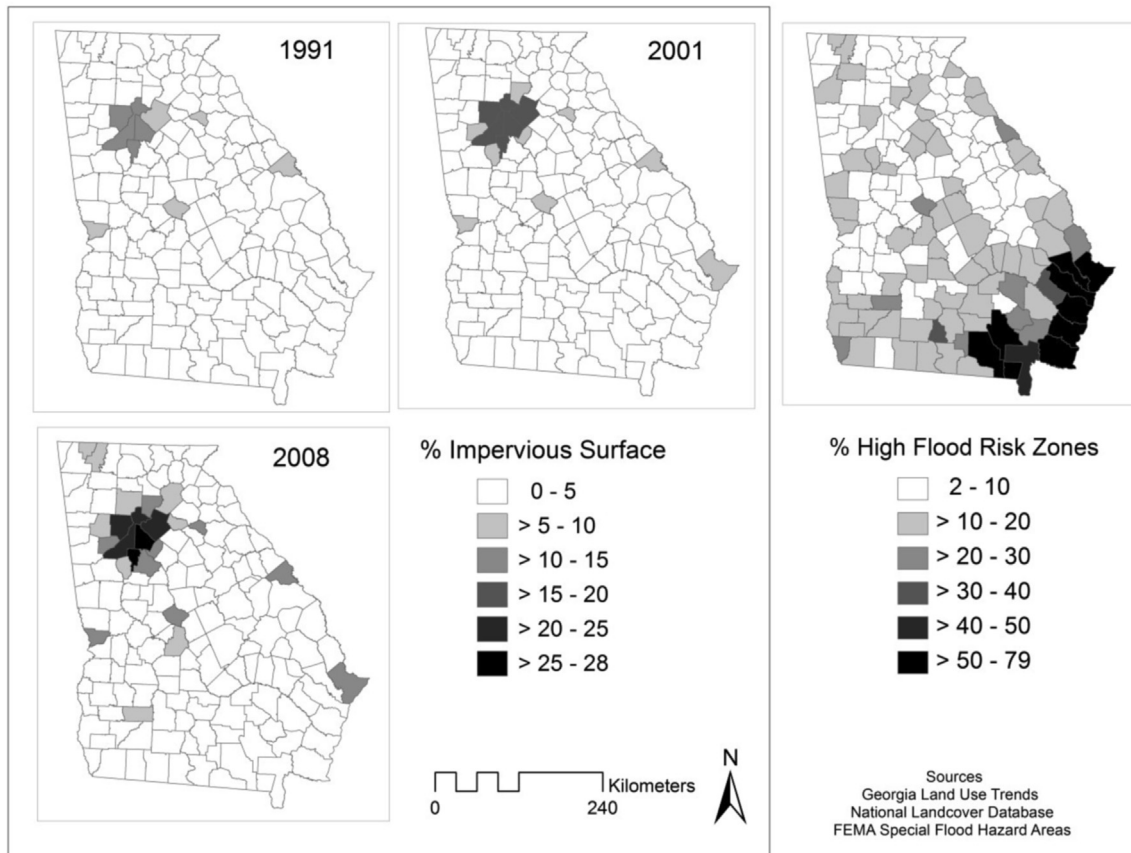 1991
2001
2008
% Impervious Surface
0 - 5
> 5 - 10
> 10 - 15
> 15 - 20
> 20 - 25
> 25 - 28
Kilometers
0
240
N
% High Flood Risk Zones
2 - 10
> 10 - 20
> 20 - 30
> 30 - 40
> 40 - 50
> 50 - 79
Sources
Georgia Land Use Trends
National Landcover Database
FEMA Special Flood Hazard Areas